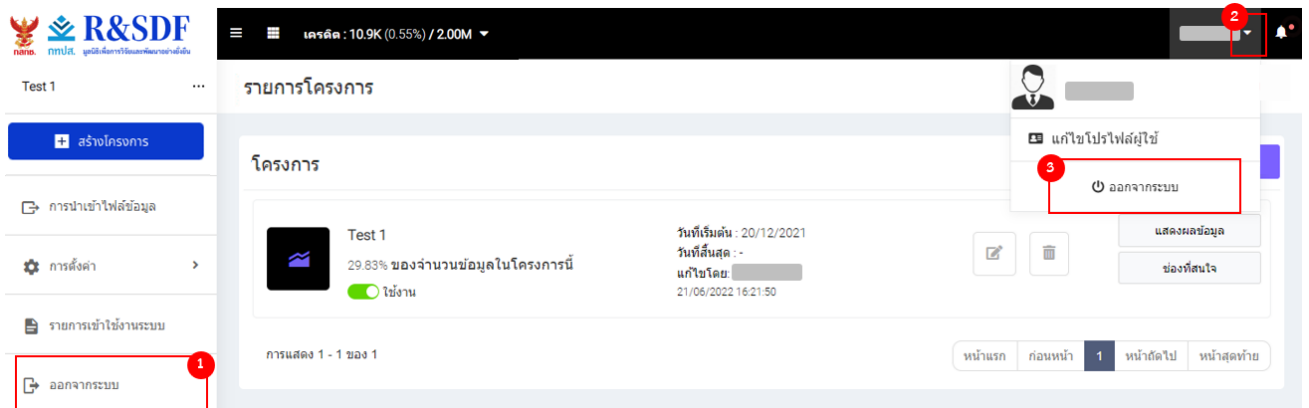 R&SDF
กสทช. กทปส. มูลนิธิเพื่อการวิจัยและพัฒนาอย่างยั่งยืน
เครดิต : 10.9K (0.55%) / 2.00M
2
Test 1
...
รายการโครงการ
สร้างโครงการ
แก้ไขโปรไฟล์ผู้ใช้
โครงการ
3
ออกจากระบบ
การนำเข้าไฟล์ข้อมูล
Test 1
วันที่เริ่มต้น : 20/12/2021
แสดงผลข้อมูล
วันที่สิ้นสุด : -
การตั้งค่า
29.83% ของจำนวนข้อมูลในโครงการนี้
แก้ไขโดย:
ช่องที่สนใจ
ใช้งาน
21/06/2022 16:21:50
รายการเข้าใช้งานระบบ
การแสดง 1 - 1 ของ 1
หน้าแรก ก่อนหน้า 1 หน้าถัดไป หน้าสุดท้าย
1
ออกจากระบบ